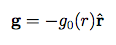 𝐠 = −g₀(r)𝐫̂